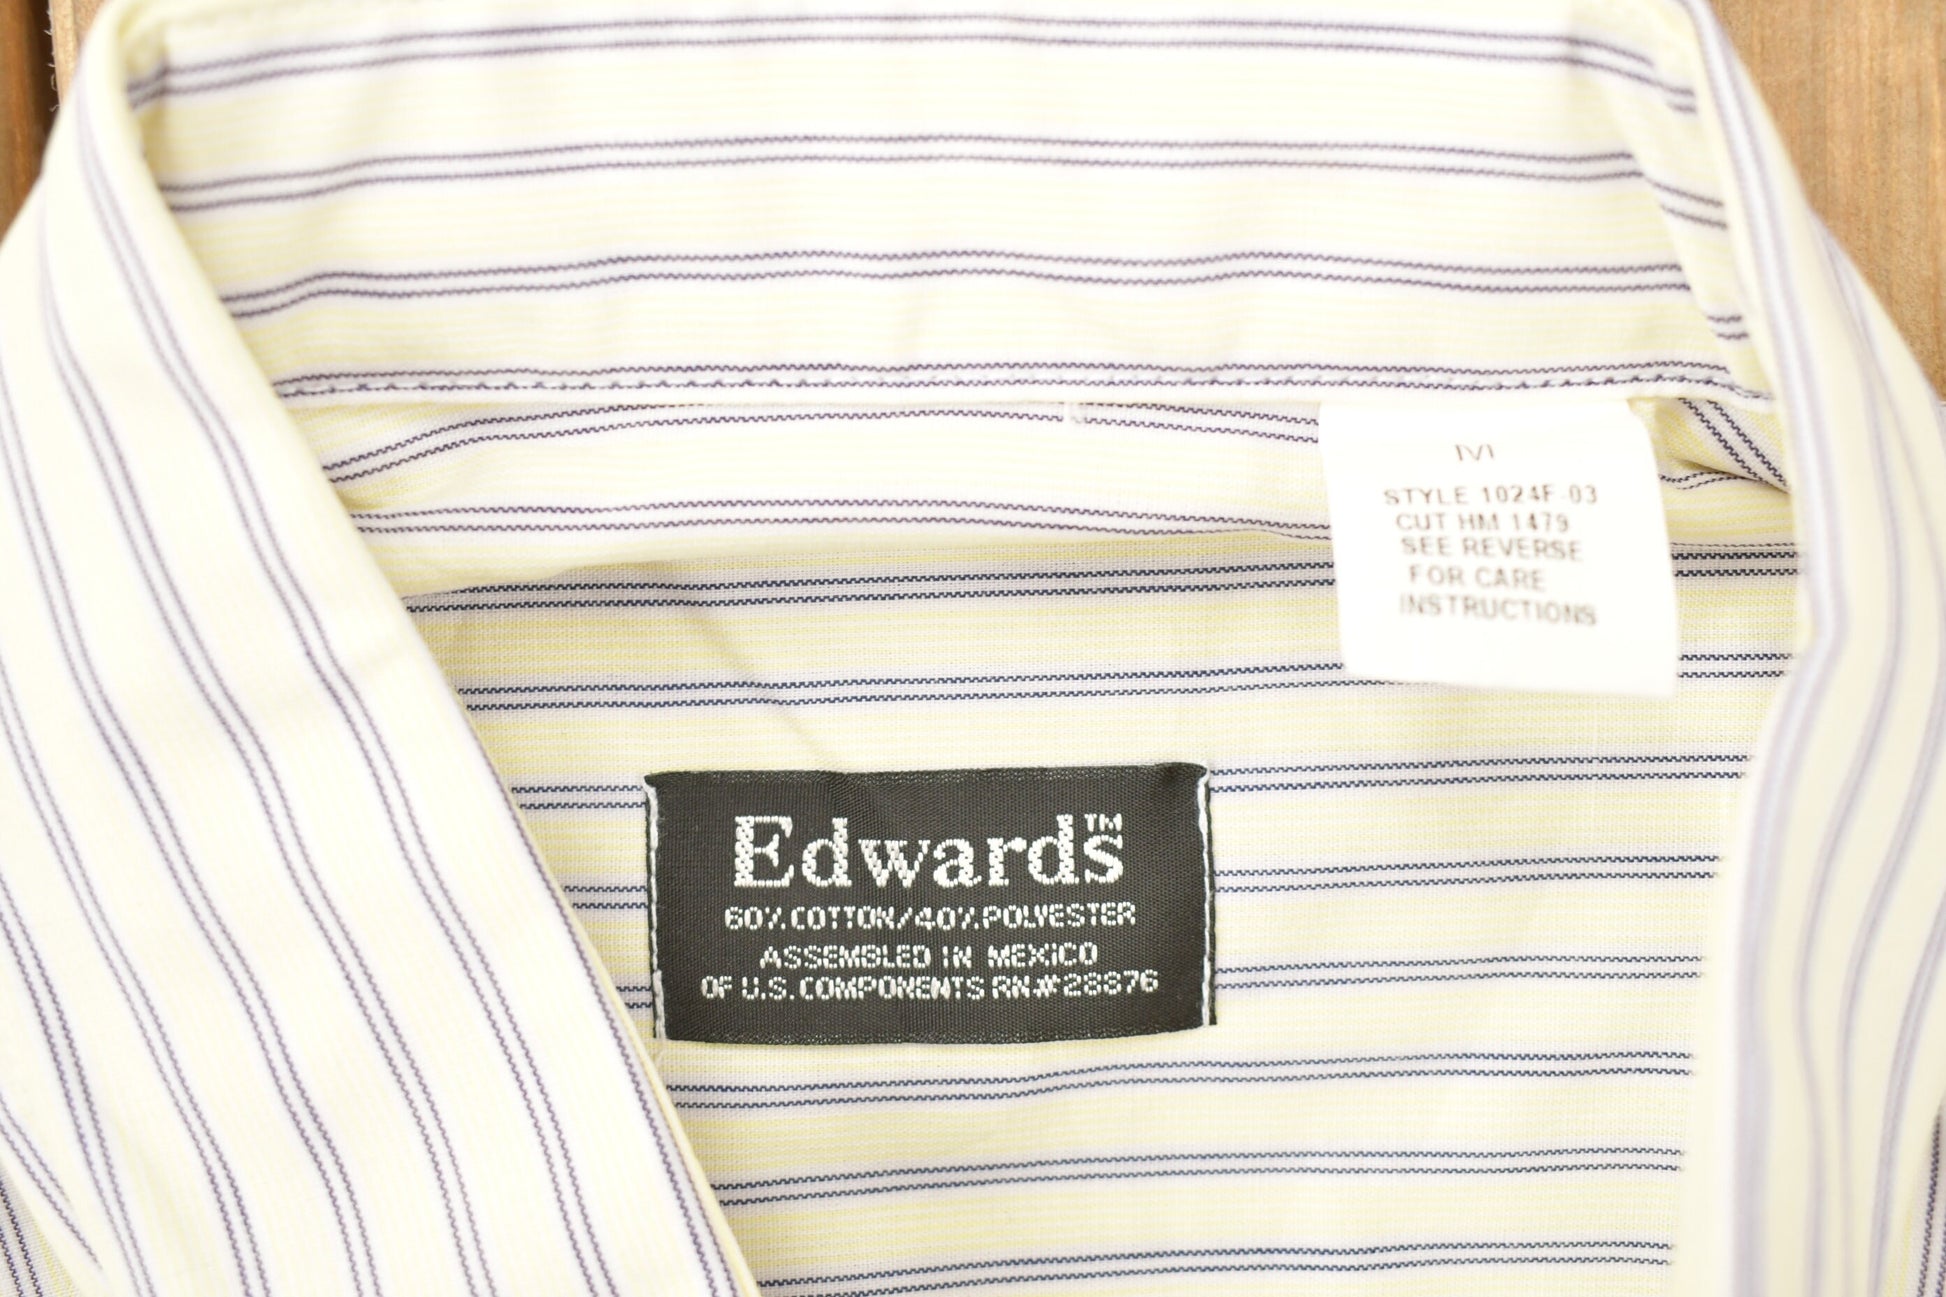 M
STYLE 1024F-03
CUT HM 1479
SEE REVERSE
FOR CARE
INSTRUCTIONS
Edwards™
60% COTTON/40% POLYESTER
ASSEMBLED IN MEXICO
OF U.S. COMPONENTS RN#28876